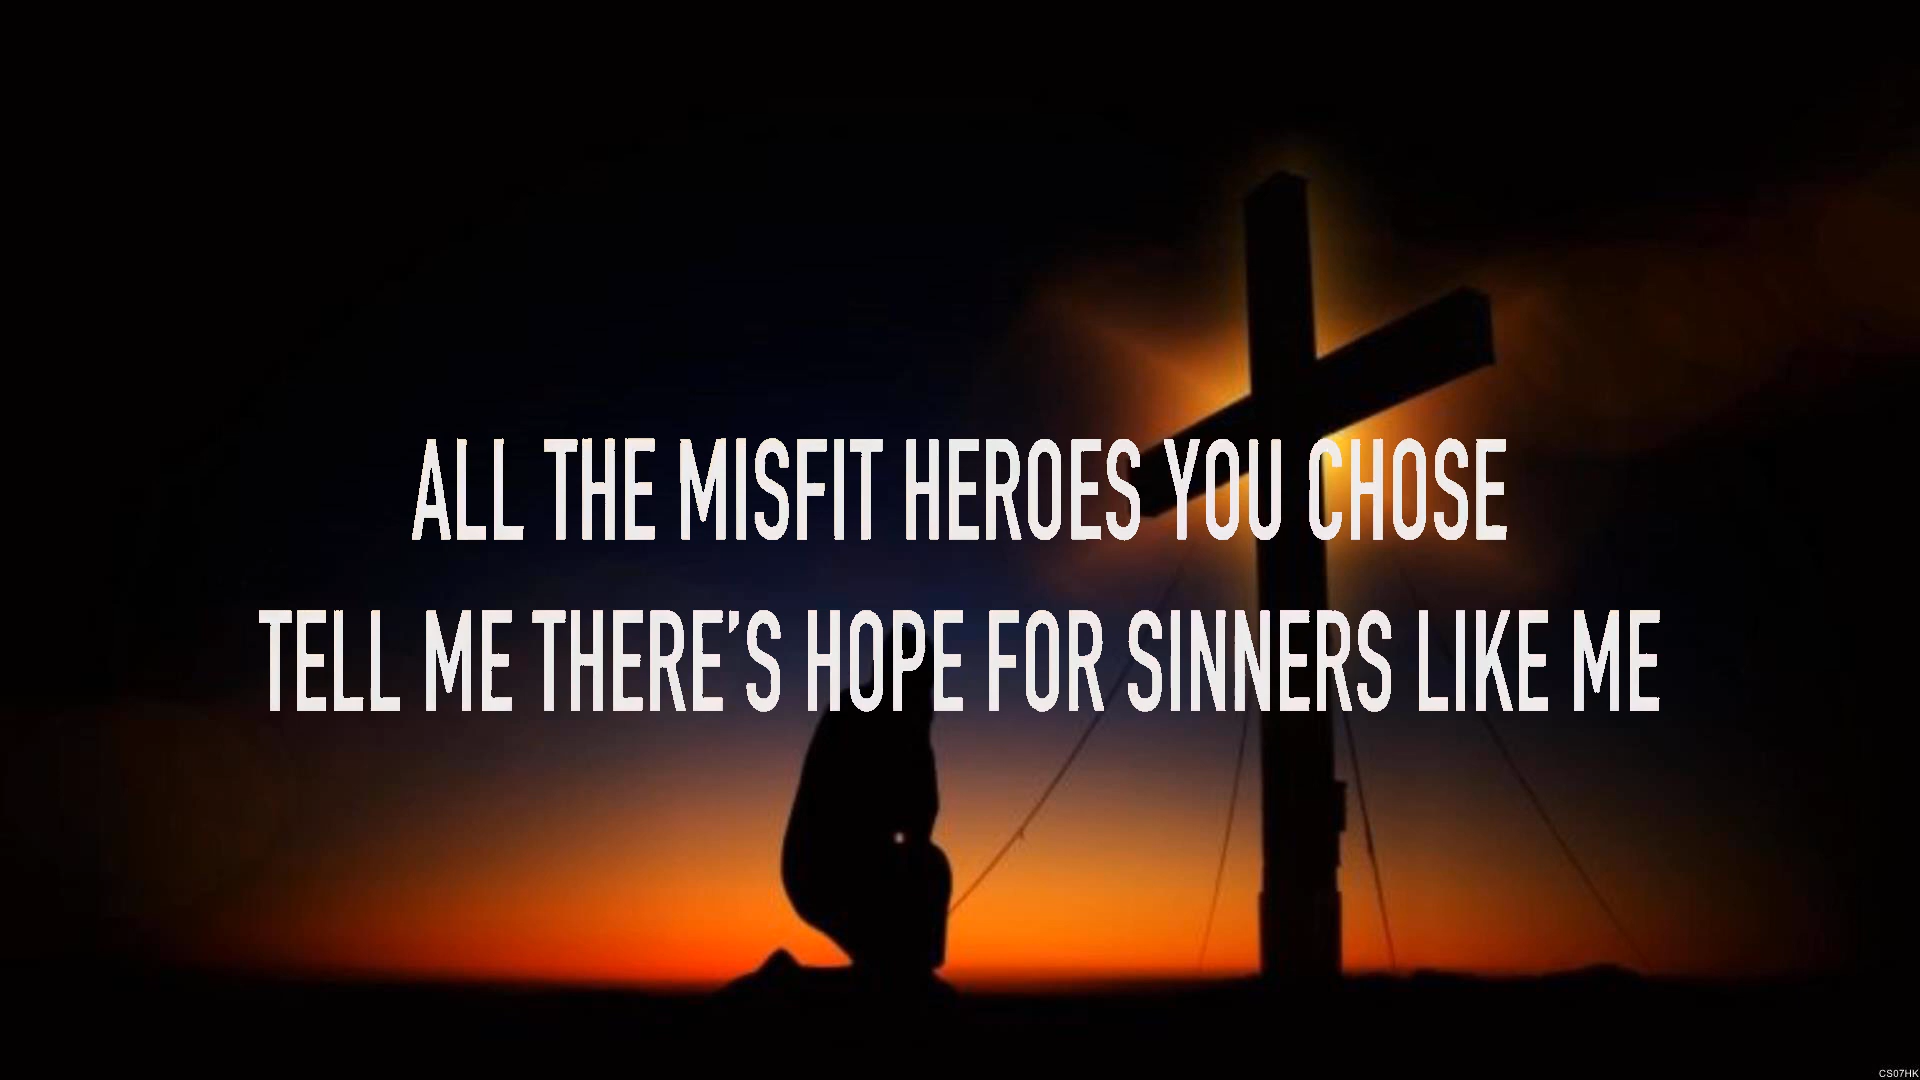 ALL THE MISFIT HEROES YOU CHOSE
TELL ME THERE’S HOPE FOR SINNERS LIKE ME
CS07HK